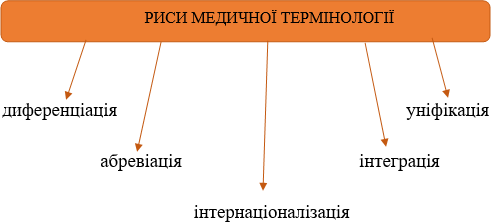 РИСИ МЕДИЧНОЇ ТЕРМІНОЛОГІЇ
диференціація
уніфікація
абревіація
інтеграція
інтернаціоналізація